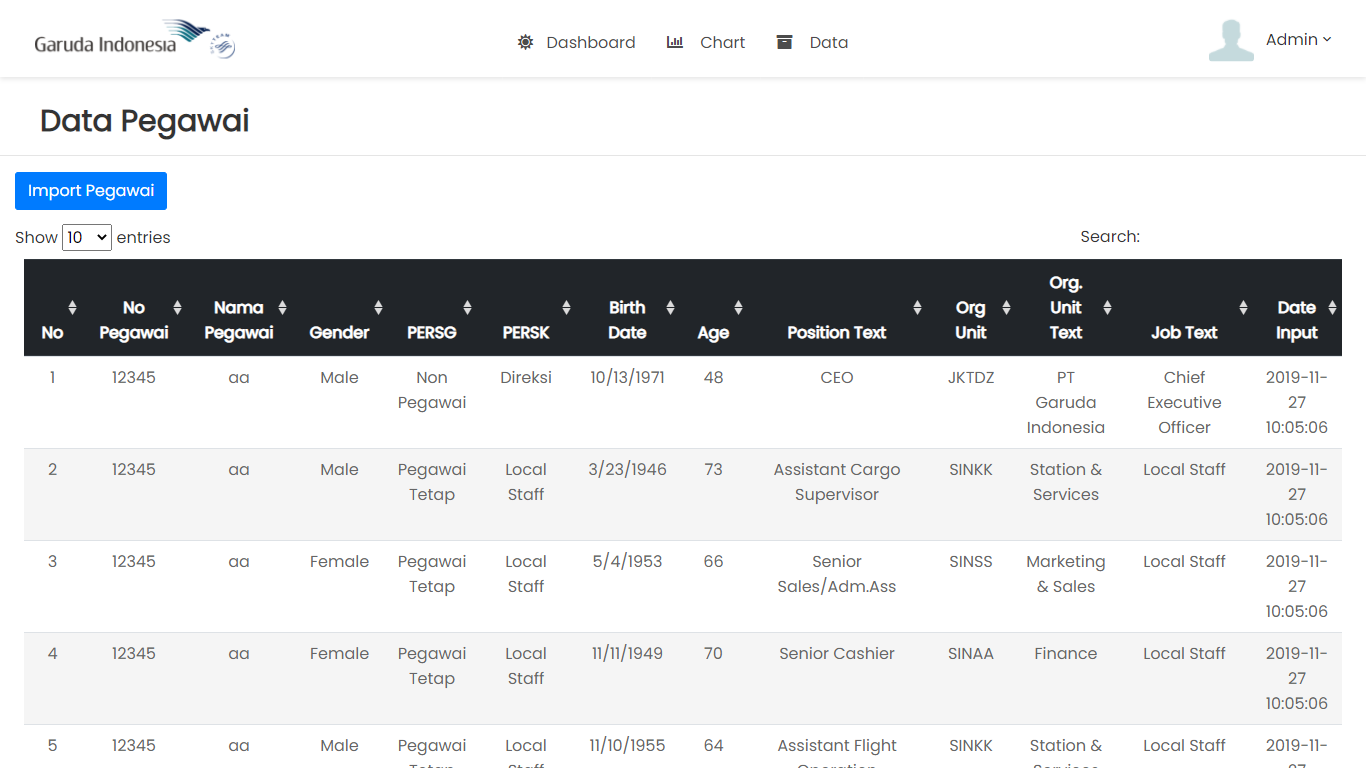 Garuda Indonesia
Dashboard Chart Data
Admin
Data Pegawai
Import Pegawai
Show 10 entries
Search:
No No Pegawai Nama Pegawai Gender PERSG PERSK Birth Date Age Position Text Org Unit Org. Unit Text Job Text Date Input
1 12345 aa Male Non Pegawai Direksi 10/13/1971 48 CEO JKTDZ PT Garuda Indonesia Chief Executive Officer 2019-11-27 10:05:06
2 12345 aa Male Pegawai Tetap Local Staff 3/23/1946 73 Assistant Cargo Supervisor SINKK Station & Services Local Staff 2019-11-27 10:05:06
3 12345 aa Female Pegawai Tetap Local Staff 5/4/1953 66 Senior Sales/Adm.Ass SINSS Marketing & Sales Local Staff 2019-11-27 10:05:06
4 12345 aa Female Pegawai Tetap Local Staff 11/11/1949 70 Senior Cashier SINAA Finance Local Staff 2019-11-27 10:05:06
5 12345 aa Male Pegawai Local 11/10/1955 64 Assistant Flight SINKK Station & Local Staff 2019-11-